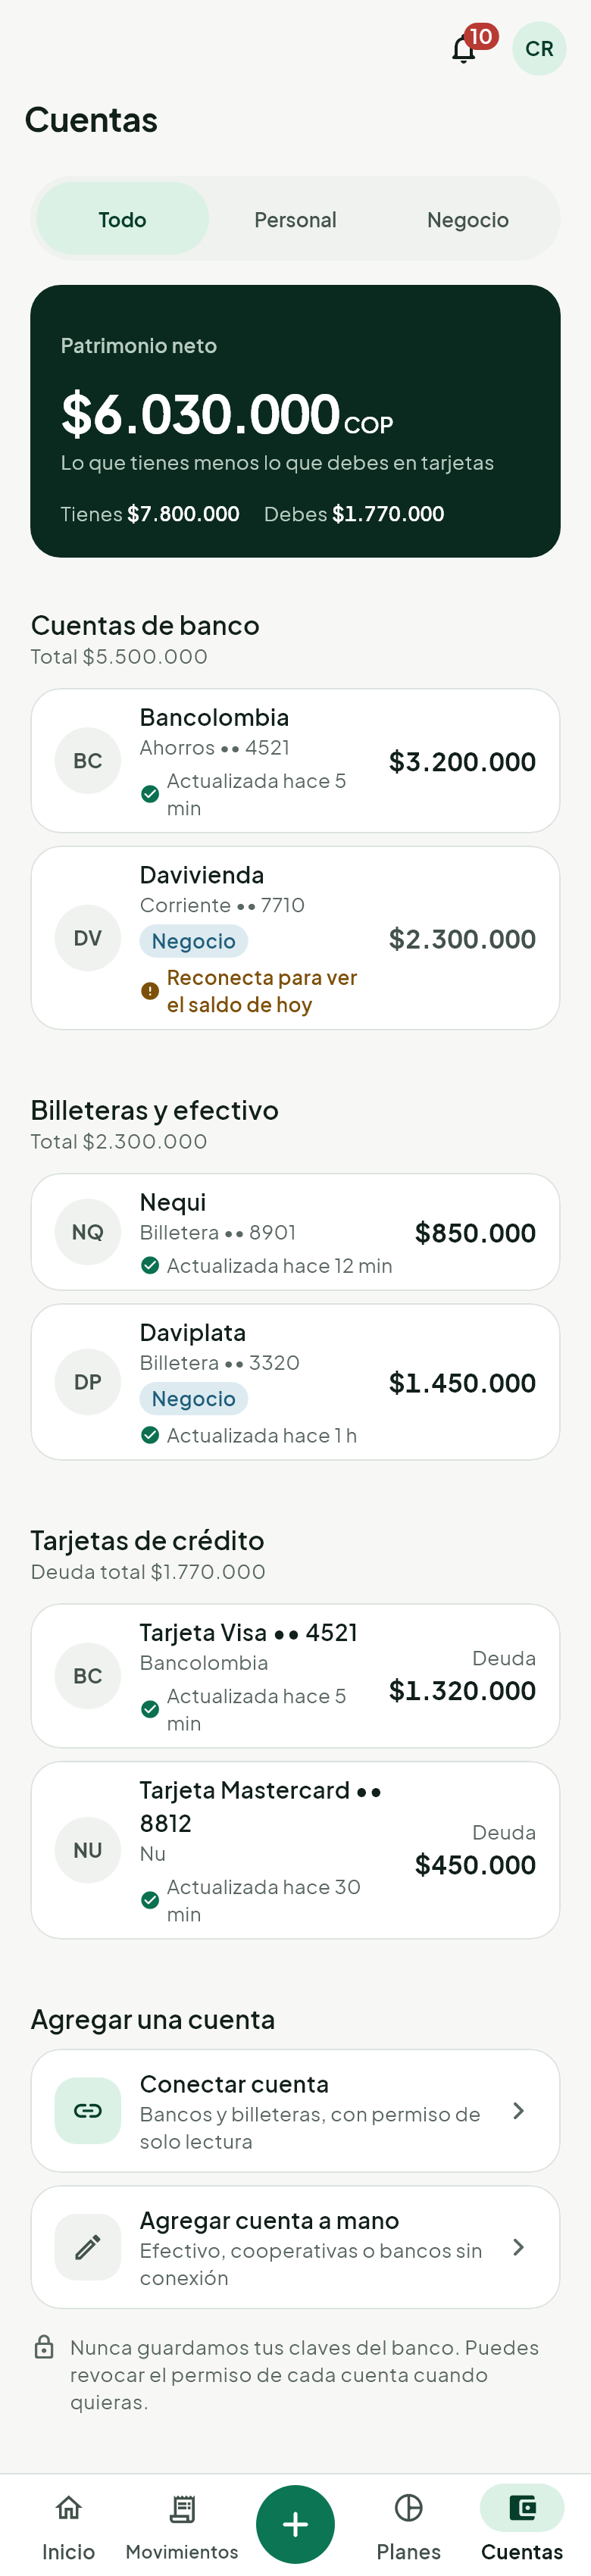 10
CR
Cuentas
Todo
Personal
Negocio
Patrimonio neto
$6.030.000 COP
Lo que tienes menos lo que debes en tarjetas
Tienes $7.800.000 Debes $1.770.000
Cuentas de banco
Total $5.500.000
BC
Bancolombia
Ahorros •• 4521
Actualizada hace 5
min
$3.200.000
DV
Davivienda
Corriente •• 7710
Negocio
Reconecta para ver
el saldo de hoy
$2.300.000
Billeteras y efectivo
Total $2.300.000
NQ
Nequi
Billetera •• 8901
Actualizada hace 12 min
$850.000
DP
Daviplata
Billetera •• 3320
Negocio
Actualizada hace 1 h
$1.450.000
Tarjetas de crédito
Deuda total $1.770.000
BC
Tarjeta Visa •• 4521
Bancolombia
Actualizada hace 5
min
Deuda
$1.320.000
NU
Tarjeta Mastercard ••
8812
Nu
Actualizada hace 30
min
Deuda
$450.000
Agregar una cuenta
Conectar cuenta
Bancos y billeteras, con permiso de
solo lectura
Agregar cuenta a mano
Efectivo, cooperativas o bancos sin
conexión
Nunca guardamos tus claves del banco. Puedes
revocar el permiso de cada cuenta cuando
quieras.
Inicio
Movimientos
Planes
Cuentas